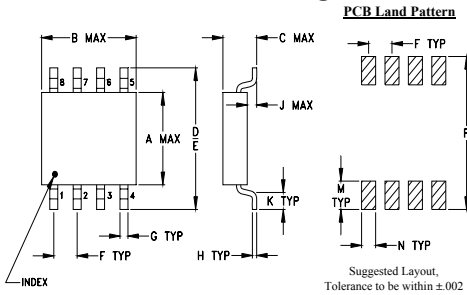 PCB Land Pattern
B MAX
C MAX
F TYP
8 7 6 5
J MAX
A MAX
D
E
P
1 2 3 4
K TYP
M
TYP
G TYP
F TYP
H TYP
N TYP
INDEX
Suggested Layout,
Tolerance to be within ±.002